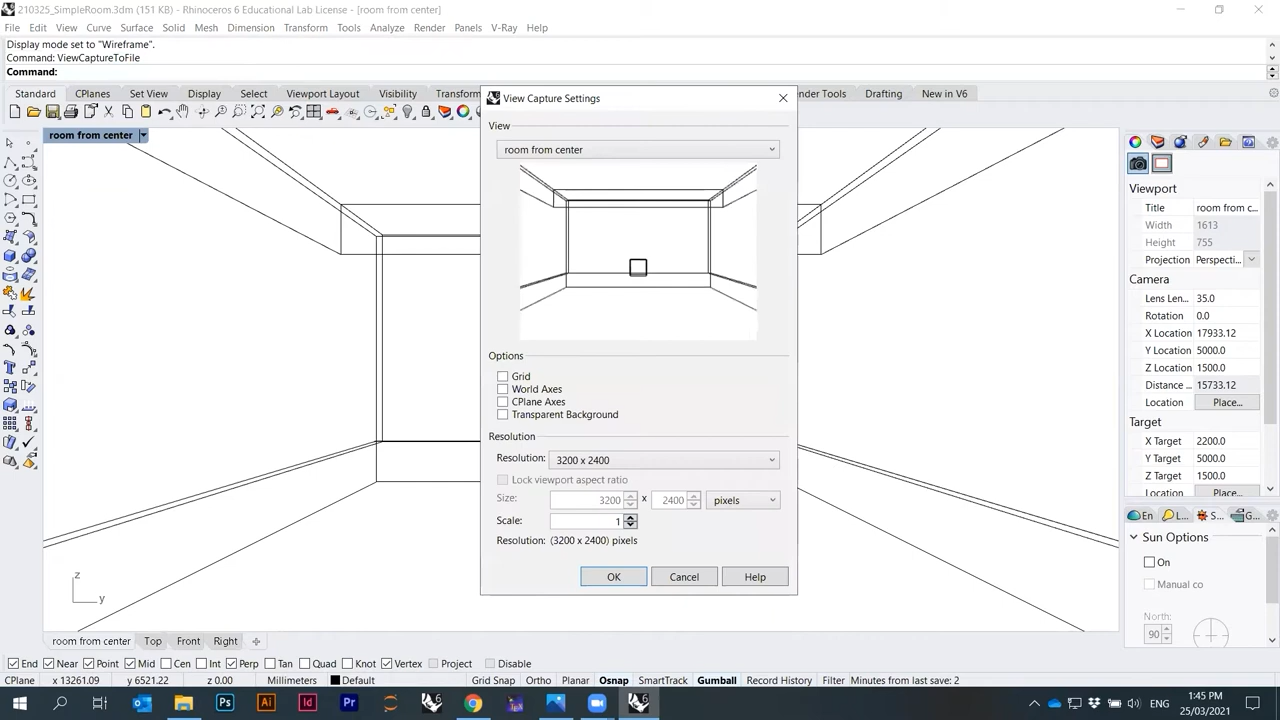 210325_SimpleRoom.3dm (151 KB) - Rhinoceros 6 Educational Lab License - [room from center]
File Edit View Curve Surface Solid Mesh Dimension Transform Tools Analyze Render Panels V-Ray Help
Display mode set to "Wireframe".
Command: ViewCaptureToFile
Command:
Standard CPlanes Set View Display Select Viewport Layout Visibility Transform nder Tools Drafting New in V6
room from center
View Capture Settings
View
room from center
Options
Grid
World Axes
CPlane Axes
Transparent Background
Resolution
Resolution: 3200 x 2400
Lock viewport aspect ratio
Size: 3200 x 2400 pixels
Scale: 1
Resolution: (3200 x 2400) pixels
OK Cancel Help
Viewport
Title room from c...
Width 1613
Height 755
Projection Perspecti...
Camera
Lens Len... 35.0
Rotation 0.0
X Location 17933.12
Y Location 5000.0
Z Location 1500.0
Distance ... 15733.12
Location Place...
Target
X Target 2200.0
Y Target 5000.0
Z Target 1500.0
Location Place...
En L... S... G...
Sun Options
On
Manual co
North:
90
z
y
room from center Top Front Right
End Near Point Mid Cen Int Perp Tan Quad Knot Vertex Project Disable
CPlane x 13261.09 y 6521.22 z 0.00 Millimeters Default Grid Snap Ortho Planar Osnap SmartTrack Gumball Record History Filter Minutes from last save: 2
Ps Ai Id Pr
1:45 PM
25/03/2021